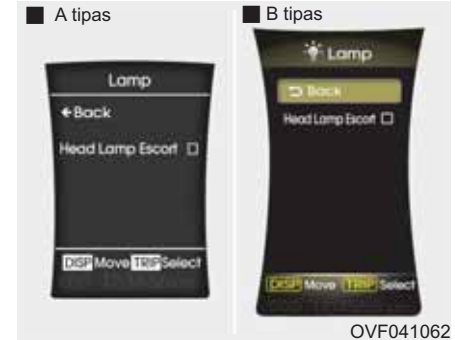 A tipas
Lamp
←Back
Head Lamp Escort
DISP Move TRIP Select
B tipas
Lamp
Back
Head Lamp Escort
DISP Move TRIP Select
OVF041062